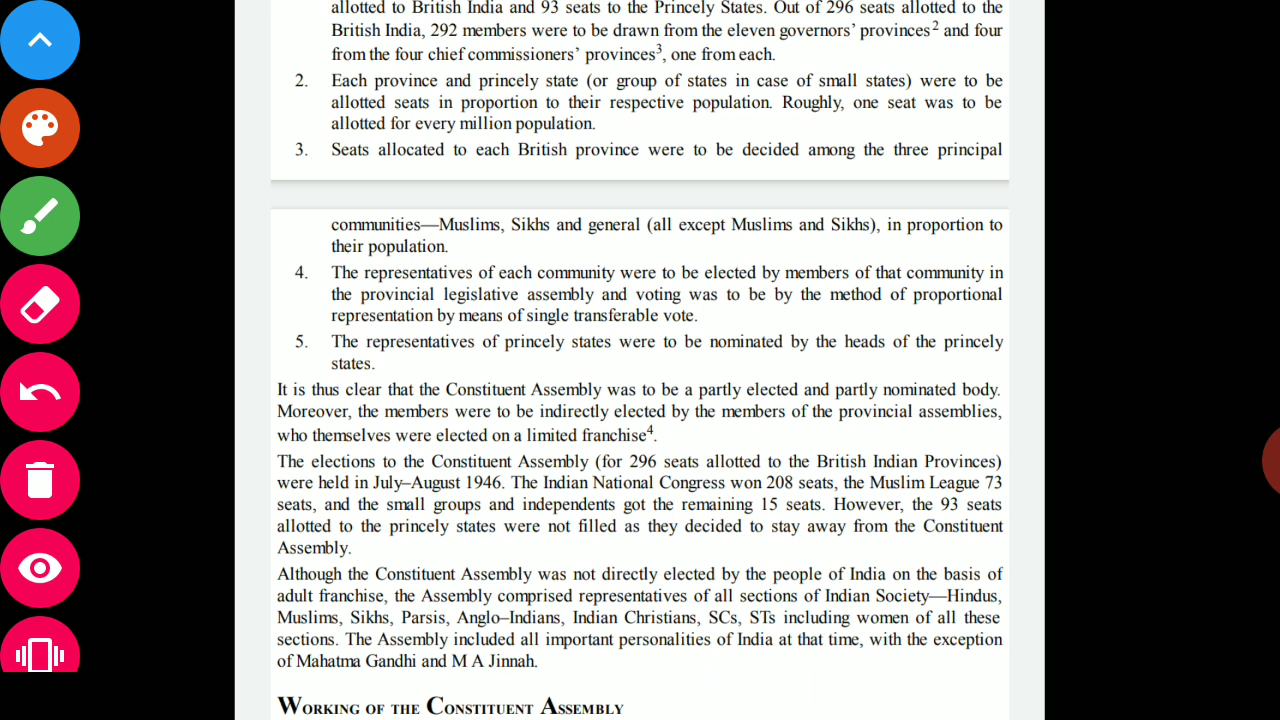 allotted to British India and 93 seats to the Princely States. Out of 296 seats allotted to the
British India, 292 members were to be drawn from the eleven governors’ provinces2 and four
from the four chief commissioners’ provinces3, one from each.
2. Each province and princely state (or group of states in case of small states) were to be
allotted seats in proportion to their respective population. Roughly, one seat was to be
allotted for every million population.
3. Seats allocated to each British province were to be decided among the three principal
communities—Muslims, Sikhs and general (all except Muslims and Sikhs), in proportion to
their population.
4. The representatives of each community were to be elected by members of that community in
the provincial legislative assembly and voting was to be by the method of proportional
representation by means of single transferable vote.
5. The representatives of princely states were to be nominated by the heads of the princely
states.
It is thus clear that the Constituent Assembly was to be a partly elected and partly nominated body.
Moreover, the members were to be indirectly elected by the members of the provincial assemblies,
who themselves were elected on a limited franchise4.
The elections to the Constituent Assembly (for 296 seats allotted to the British Indian Provinces)
were held in July–August 1946. The Indian National Congress won 208 seats, the Muslim League 73
seats, and the small groups and independents got the remaining 15 seats. However, the 93 seats
allotted to the princely states were not filled as they decided to stay away from the Constituent
Assembly.
Although the Constituent Assembly was not directly elected by the people of India on the basis of
adult franchise, the Assembly comprised representatives of all sections of Indian Society—Hindus,
Muslims, Sikhs, Parsis, Anglo–Indians, Indian Christians, SCs, STs including women of all these
sections. The Assembly included all important personalities of India at that time, with the exception
of Mahatma Gandhi and M A Jinnah.
WORKING OF THE CONSTITUENT ASSEMBLY